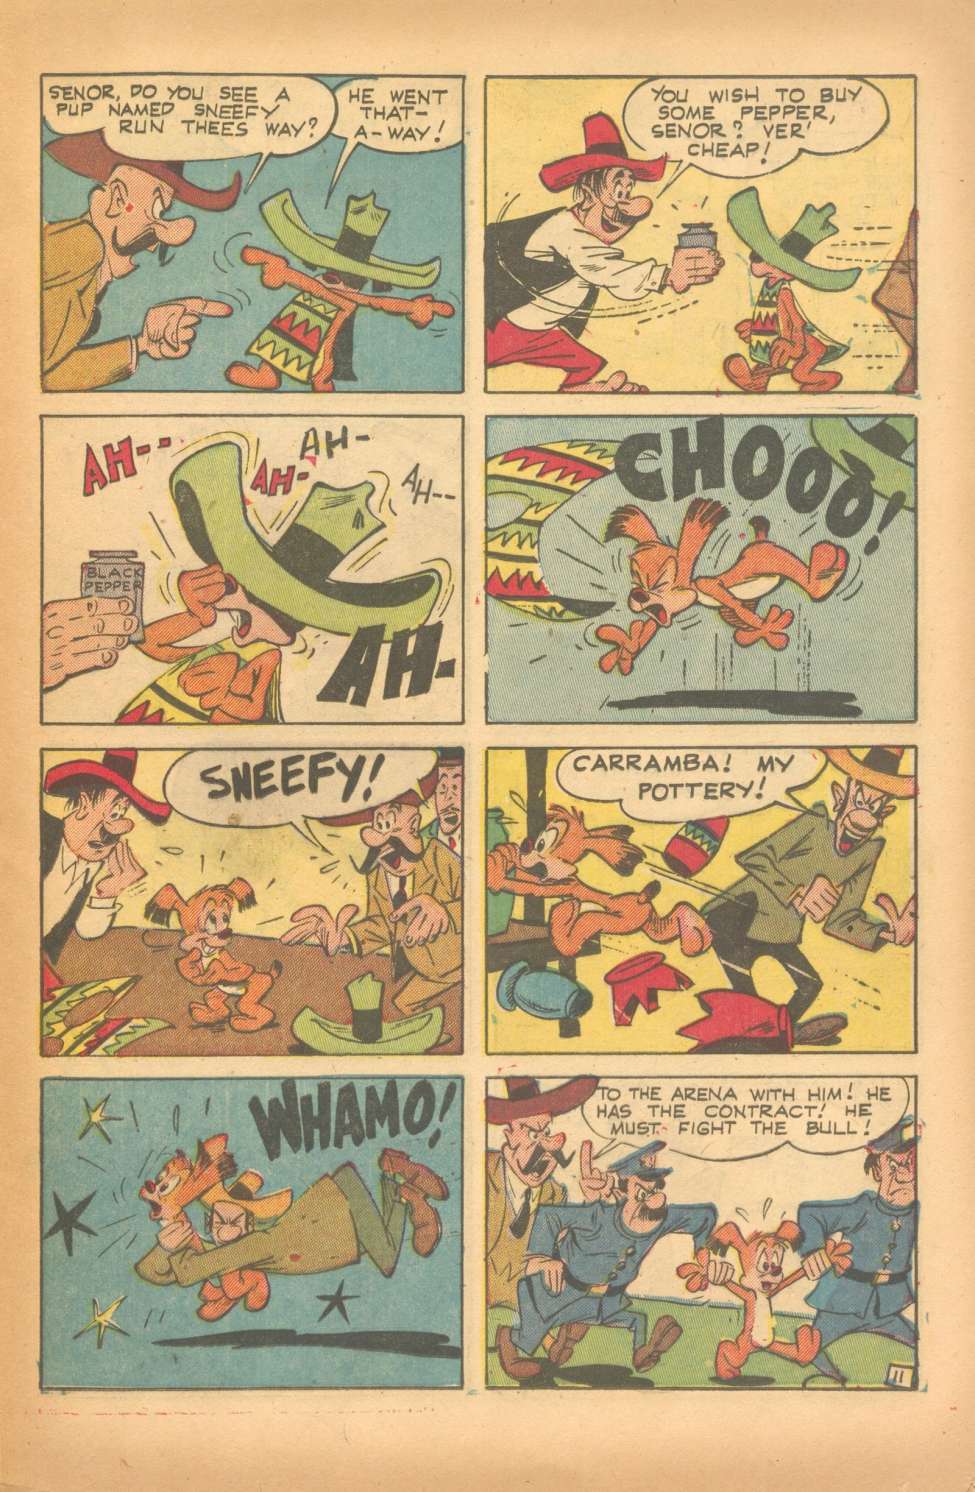 SENOR, DO YOU SEE A
PUP NAMED SNEEFY
RUN THEES WAY?
HE WENT
THAT-
A-WAY!
YOU WISH TO BUY
SOME PEPPER,
SENOR? VER'
CHEAP!
AH--
AH-
AH-
AH--
BLACK
PEPPER
AH-
CHOOO!
SNEEFY!
CARRAMBA! MY
POTTERY!
WHAMO!
TO THE ARENA WITH HIM! HE
HAS THE CONTRACT! HE
MUST FIGHT THE BULL!
11